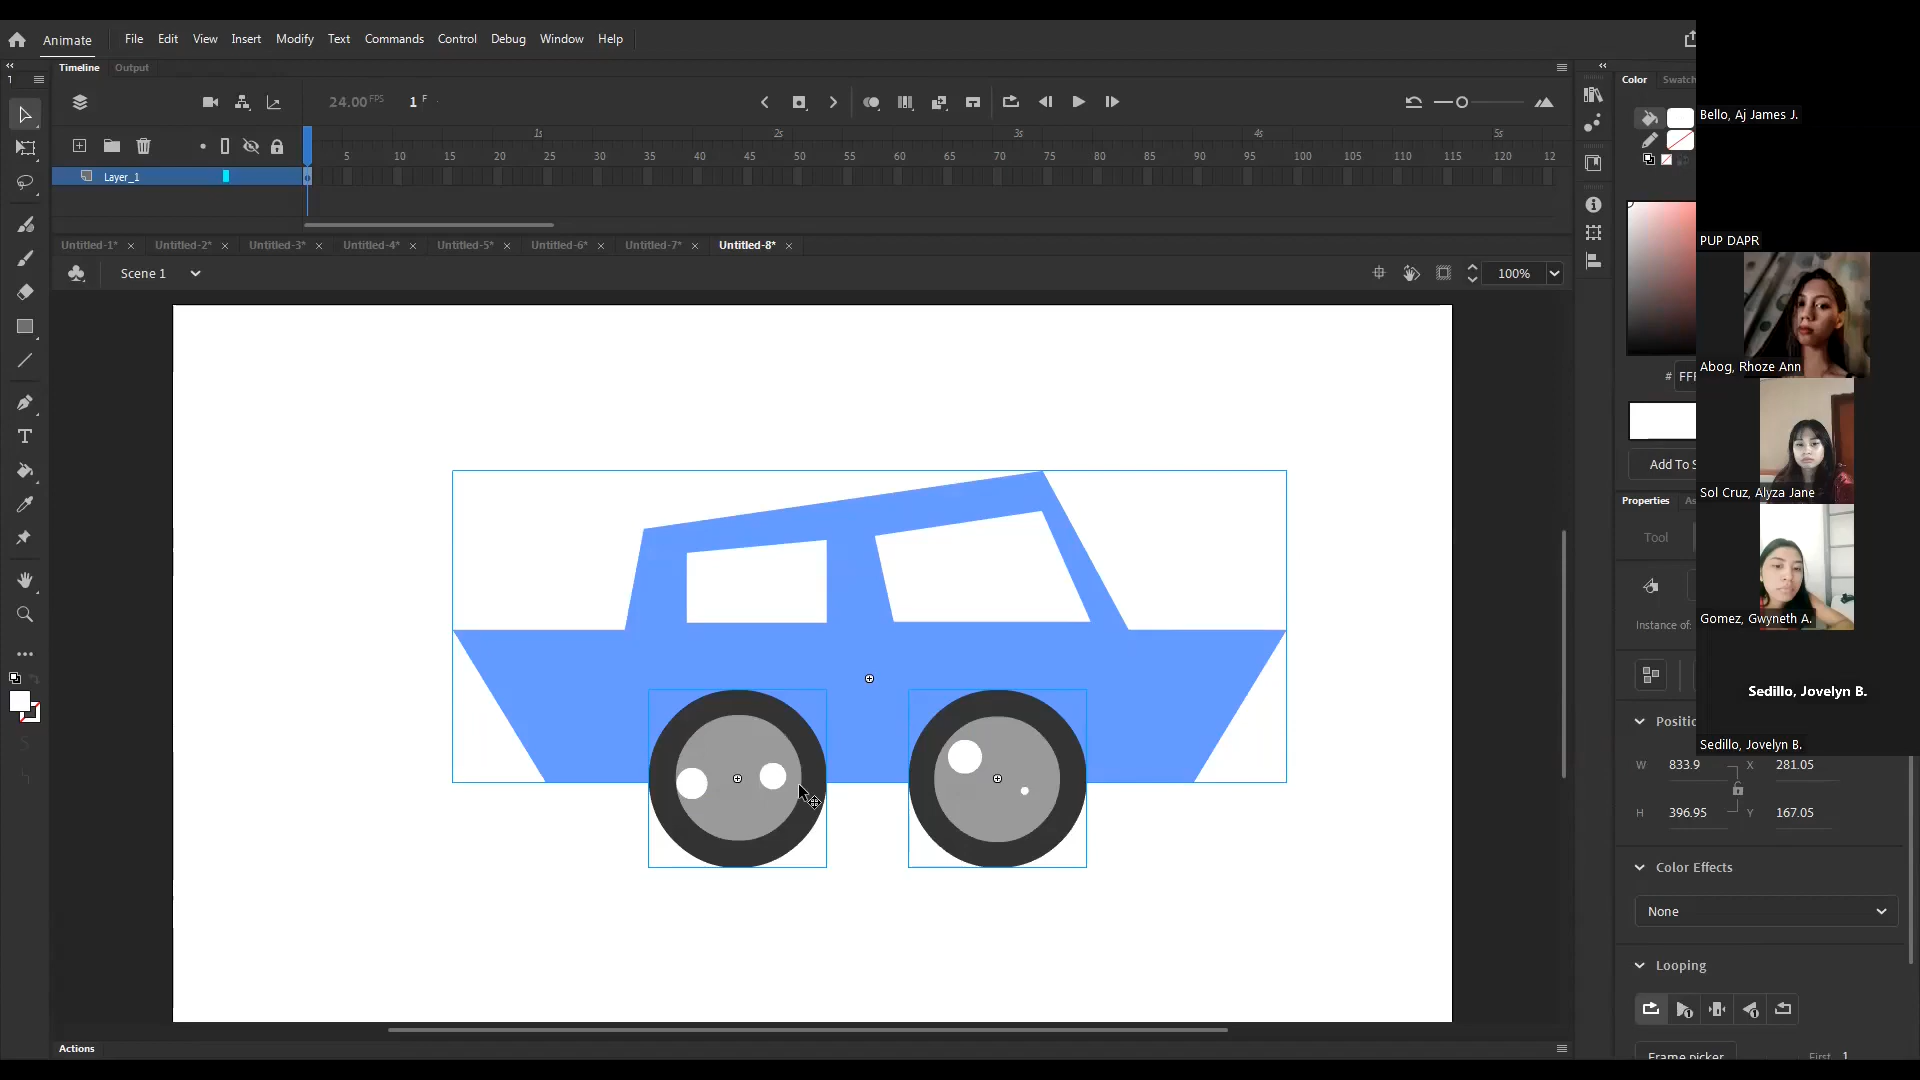 Animate File Edit View Insert Modify Text Commands Control Debug Window Help
Timeline Output
24.00 FPS 1 F
1s 2s 3s 4s 5s
5 10 15 20 25 30 35 40 45 50 55 60 65 70 75 80 85 90 95 100 105 110 115 120 12
Layer_1
Untitled-1* Untitled-2* Untitled-3* Untitled-4* Untitled-5* Untitled-6* Untitled-7* Untitled-8*
Scene 1 100%
Actions
Color Swatch
# FFF
Add To S
Properties As
Tool
Instance of:
Positio
W 833.9 X 281.05
H 396.95 Y 167.05
Color Effects
None
Looping
Frame picker First 1
Bello, Aj James J.
PUP DAPR
Abog, Rhoze Ann
Sol Cruz, Alyza Jane
Gomez, Gwyneth A.
Sedillo, Jovelyn B.
Sedillo, Jovelyn B.